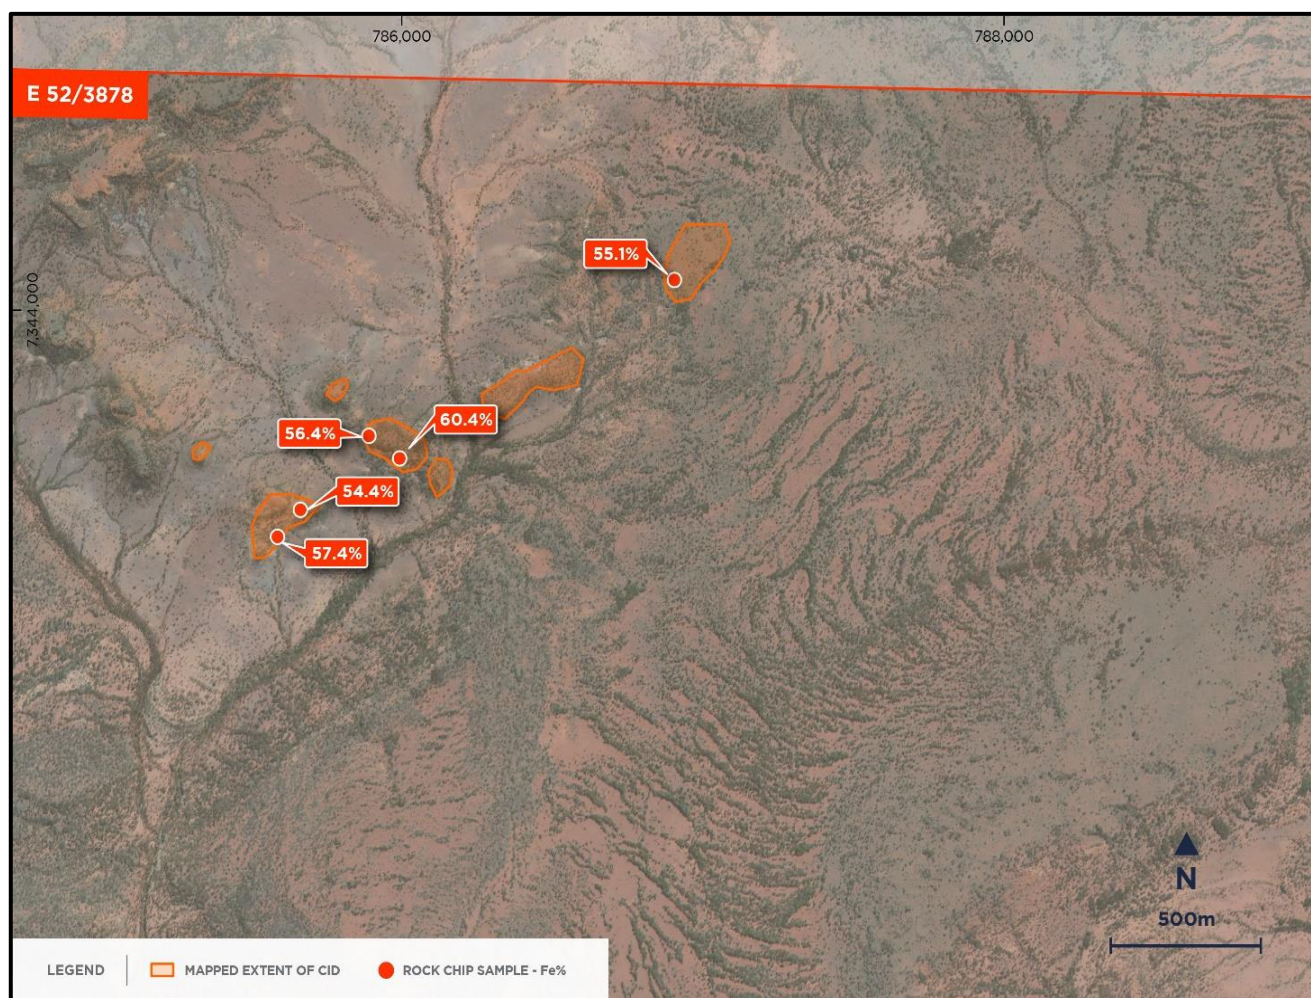 786,000
788,000
E 52/3878
7,344,000
55.1%
60.4%
56.4%
54.4%
57.4%
N
500m
LEGEND
MAPPED EXTENT OF CID
ROCK CHIP SAMPLE - Fe%